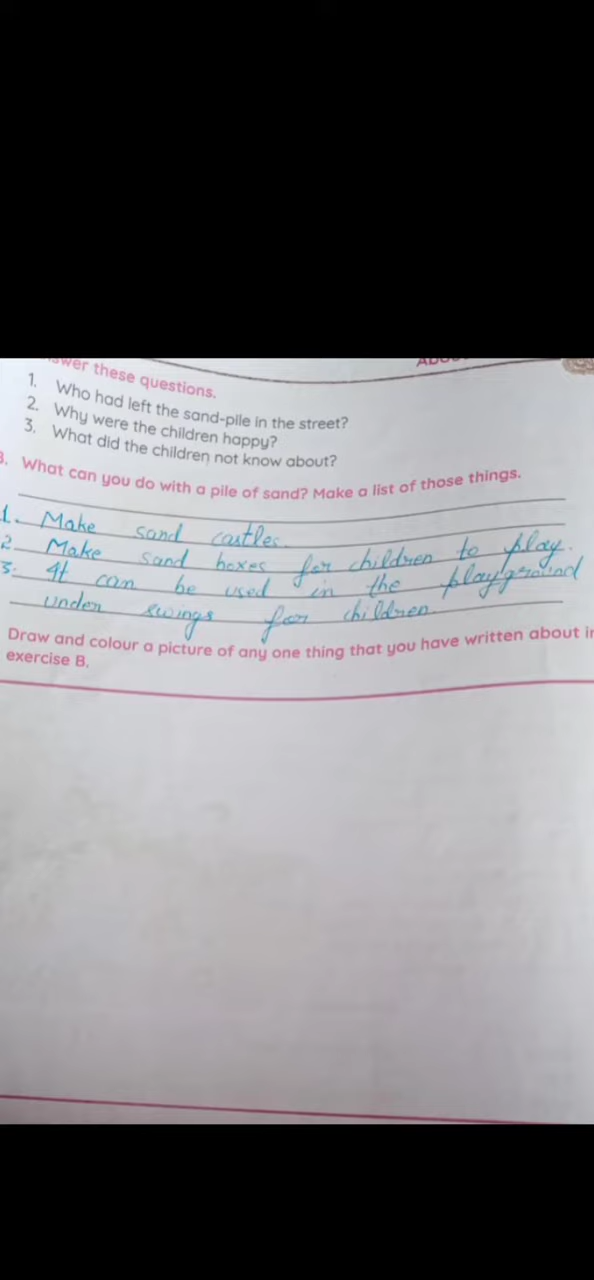 these questions.
1. Who had left the sand-pile in the street?
2. Why were the children happy?
3. What did the children not know about?
B. What can you do with a pile of sand? Make a list of those things.
1. Make sand castles.
2. Make sand boxes for children to play.
3. It can be used in the playground
under swings for children.
Draw and colour a picture of any one thing that you have written about in
exercise B.